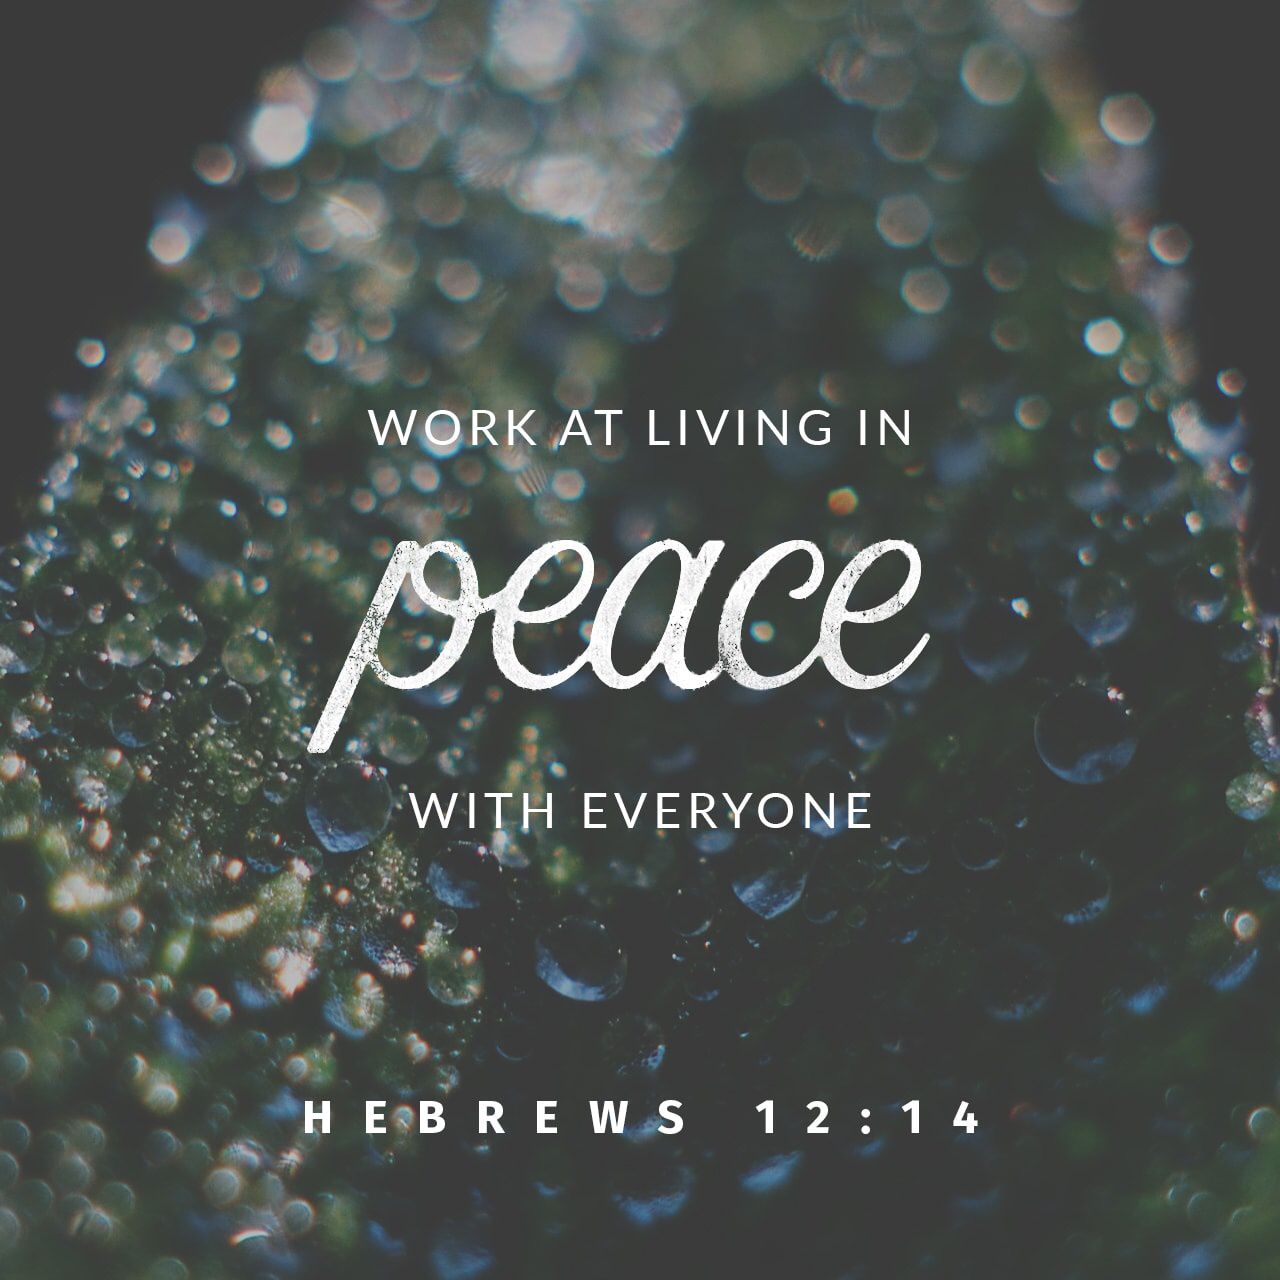 WORK AT LIVING IN
peace
WITH EVERYONE
HEBREWS 12:14